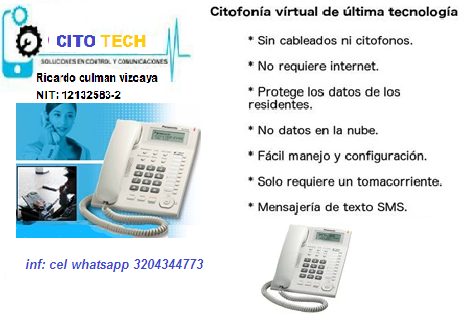 CITO TECH
SOLUCIONES EN CONTROL Y COMUNICACIONES
Ricardo culman vizcaya
NIT: 12132583-2
Panasonic
inf: cel whatsapp 3204344773
Citofonía virtual de última tecnología
* Sin cableados ni citofonos.
* No requiere internet.
* Protege los datos de los
residentes.
* No datos en la nube.
* Fácil manejo y configuración.
* Solo requiere un tomacorriente.
* Mensajería de texto SMS.